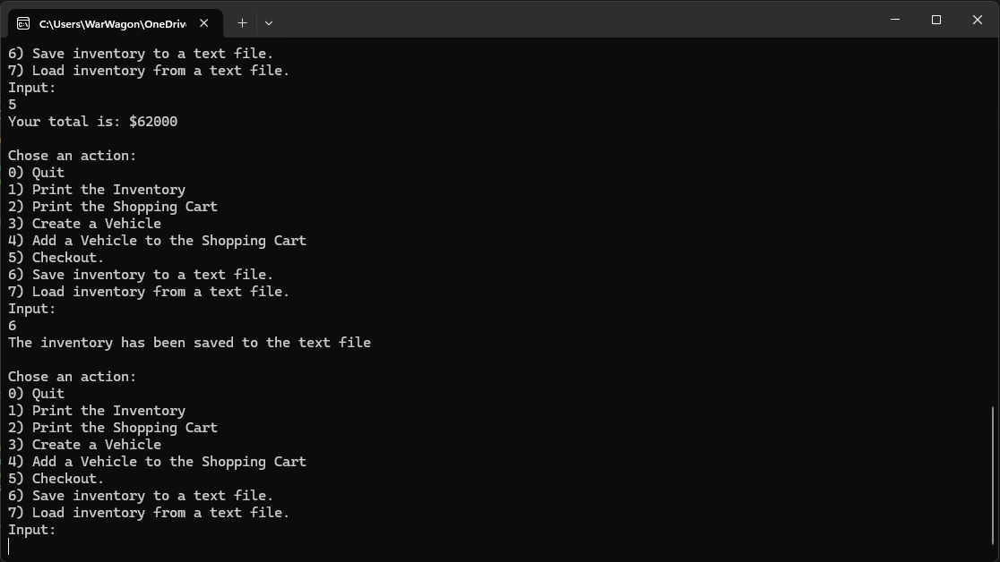 C:\Users\WarWagon\OneDriv
6) Save inventory to a text file.
7) Load inventory from a text file.
Input:
5
Your total is: $62000
Chose an action:
0) Quit
1) Print the Inventory
2) Print the Shopping Cart
3) Create a Vehicle
4) Add a Vehicle to the Shopping Cart
5) Checkout.
6) Save inventory to a text file.
7) Load inventory from a text file.
Input:
6
The inventory has been saved to the text file
Chose an action:
0) Quit
1) Print the Inventory
2) Print the Shopping Cart
3) Create a Vehicle
4) Add a Vehicle to the Shopping Cart
5) Checkout.
6) Save inventory to a text file.
7) Load inventory from a text file.
Input: